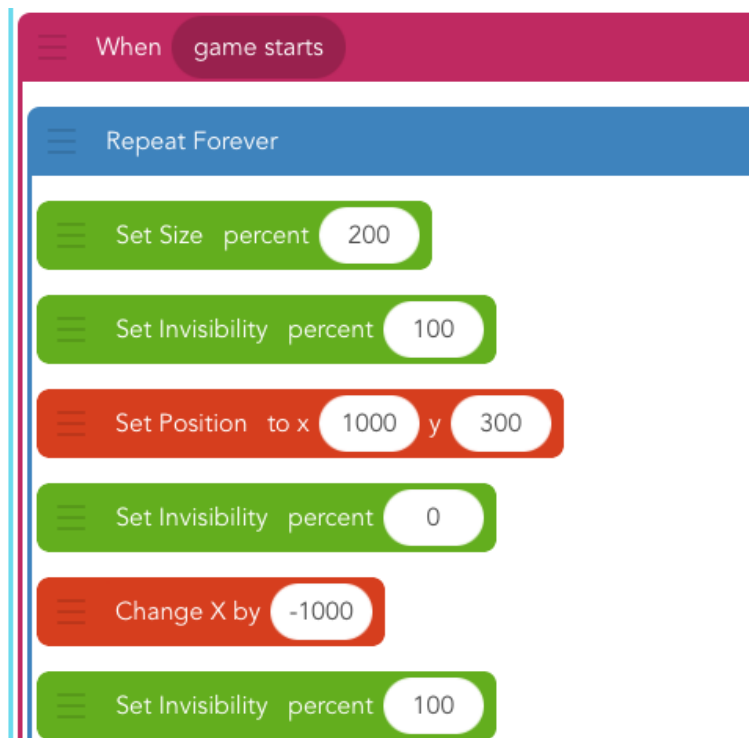 When game starts
Repeat Forever
Set Size percent 200
Set Invisibility percent 100
Set Position to x 1000 y 300
Set Invisibility percent 0
Change X by -1000
Set Invisibility percent 100